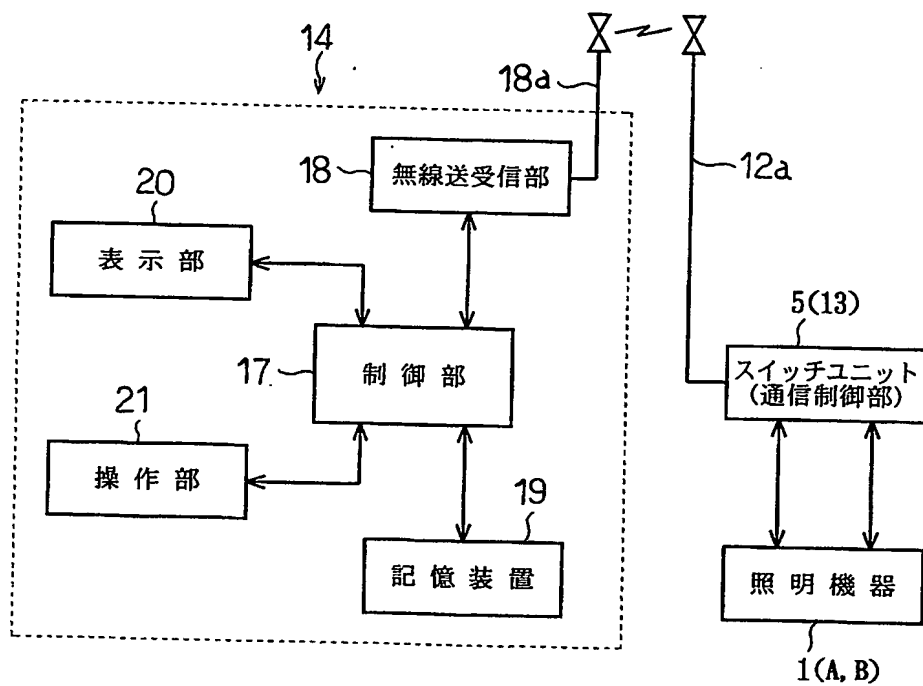 14
18a
18
無線送受信部
12a
20
表示部
5(13)
スイッチユニット
(通信制御部)
17
制御部
21
操作部
19
記憶装置
照明機器
1(A,B)